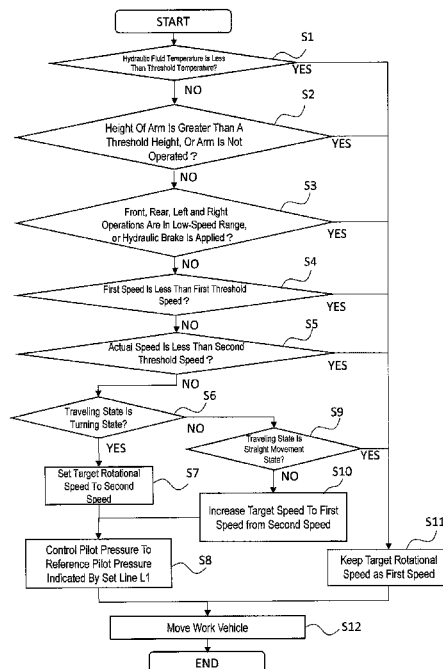 START
S1
Hydraulic Fluid Temperature Is Less
Than Threshold Temperature?
YES
NO
S2
Height Of Arm Is Greater Than A
Threshold Height, Or Arm Is Not
Operated ?
YES
NO
S3
Front, Rear, Left and Right
Operations Are In Low-Speed Range,
or Hydraulic Brake Is Applied ?
YES
NO
S4
First Speed Is Less Than First Threshold
Speed ?
YES
NO
S5
Actual Speed Is Less Than Second
Threshold Speed ?
YES
NO
S6
Traveling State Is
Turning State?
NO
YES
S9
Traveling State Is
Straight Movement
State?
YES
NO
S7
Set Target Rotational
Speed To Second
Speed
S10
Increase Target Speed To First
Speed from Second Speed
S8
Control Pilot Pressure To
Reference Pilot Pressure
Indicated By Set Line L1
S11
Keep Target Rotational
Speed as First Speed
S12
Move Work Vehicle
END